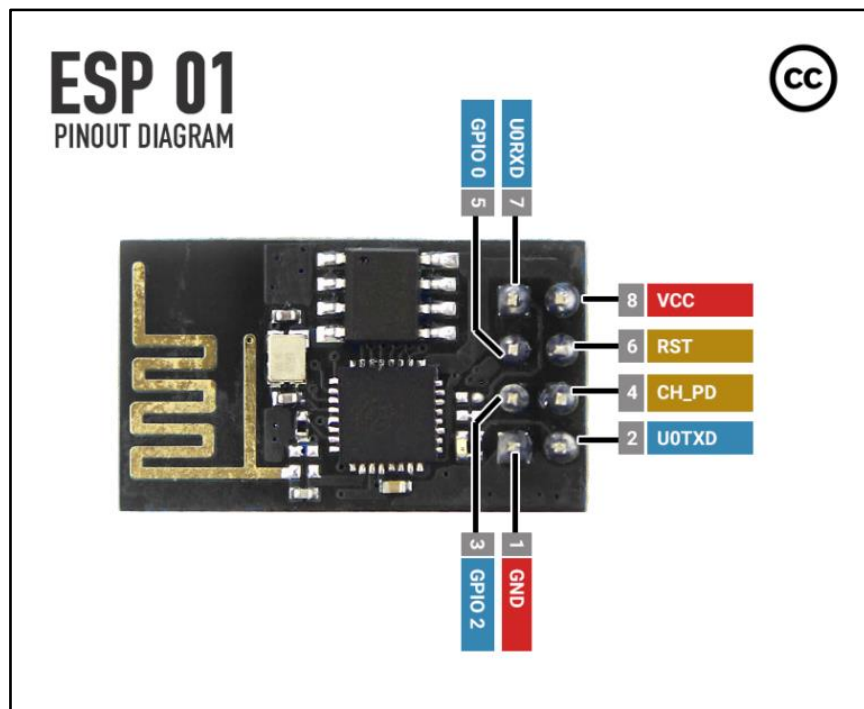 ESP 01
PINOUT DIAGRAM
cc
GPIO 0
U0RXD
5
7
8 VCC
6 RST
4 CH_PD
2 U0TXD
3
1
GPIO 2
GND